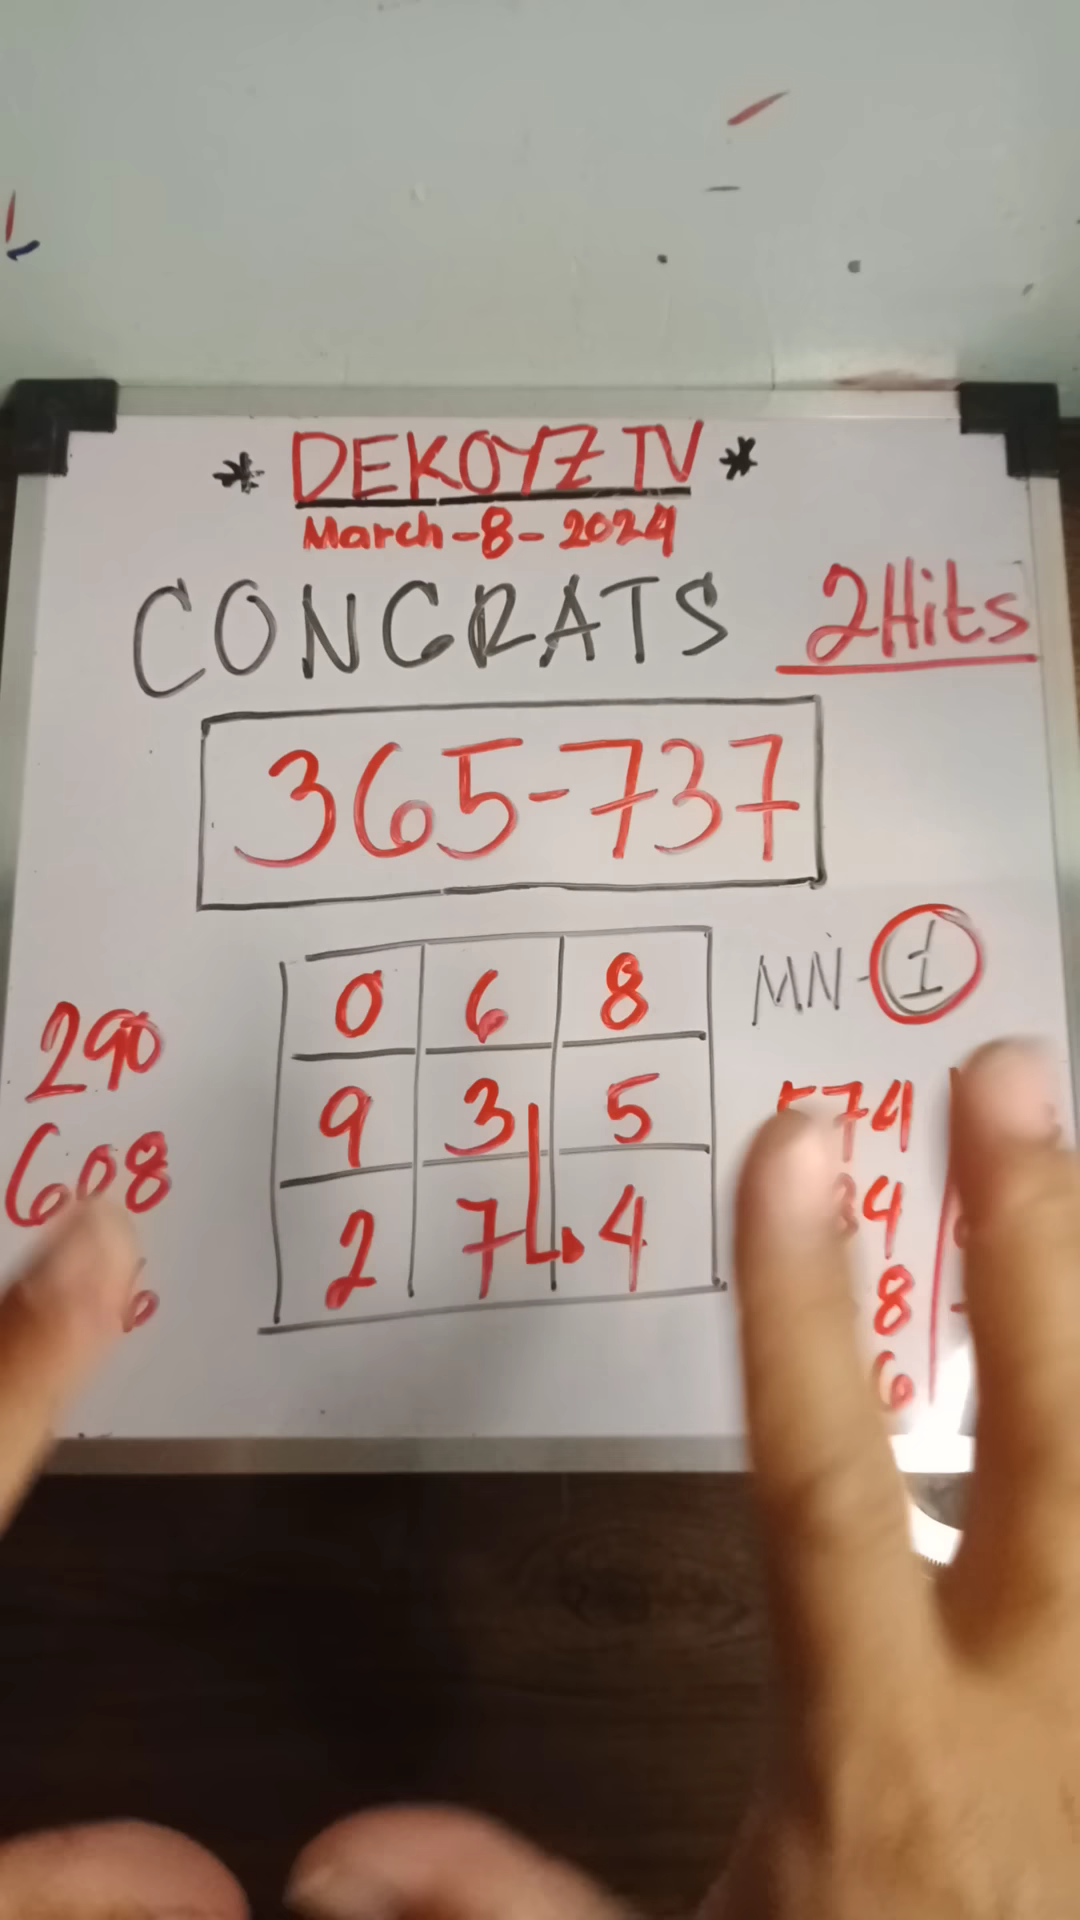 * DEKOYZ TV *
March-8-2024
CONGRATS
2Hits
365-737
0 6 8
9 3 5
2 7 4
MN-1
290
608
574